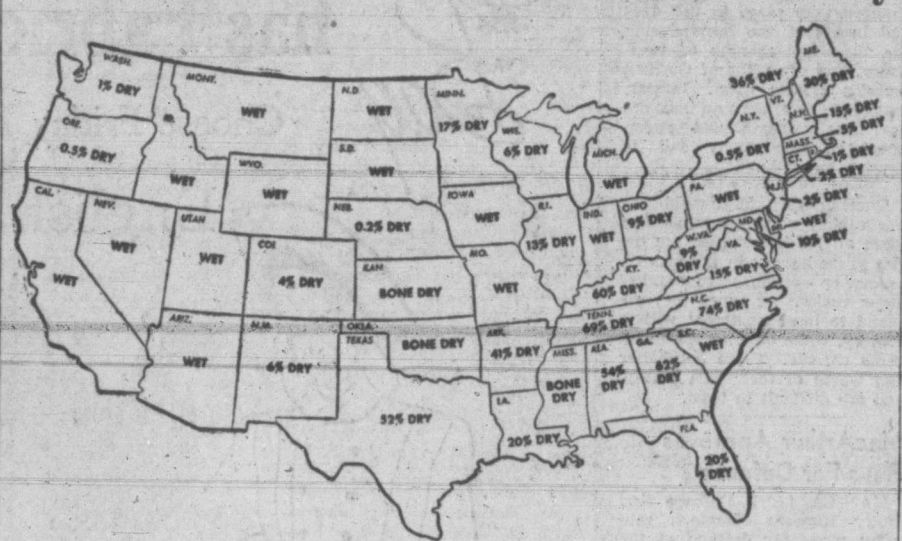 WASH.
1% DRY
ORE.
0.5% DRY
CAL.
WET
NEV.
WET
ID.
WET
MONT.
WET
WYO.
WET
UTAH
WET
COL.
4% DRY
ARIZ.
WET
N.M.
6% DRY
N.D.
WET
S.D.
WET
NEB.
0.2% DRY
KAN.
BONE DRY
OKLA.
BONE DRY
TEXAS
52% DRY
MINN.
17% DRY
IOWA
WET
MO.
WET
ARK.
41% DRY
LA.
20% DRY
WIS.
6% DRY
ILL.
13% DRY
MICH.
WET
IND.
WET
OHIO
9% DRY
KY.
60% DRY
TENN.
69% DRY
MISS.
BONE
DRY
ALA.
54%
DRY
GA.
82%
DRY
FLA.
20%
DRY
S.C.
WET
N.C.
74% DRY
VA.
15% DRY
W.VA.
9%
DRY
PA.
WET
N.Y.
0.5% DRY
ME.
30% DRY
36% DRY
VT.
N.H.
15% DRY
MASS.
5% DRY
CT.
1% DRY
2% DRY
N.J.
2% DRY
WET
MD.
10% DRY